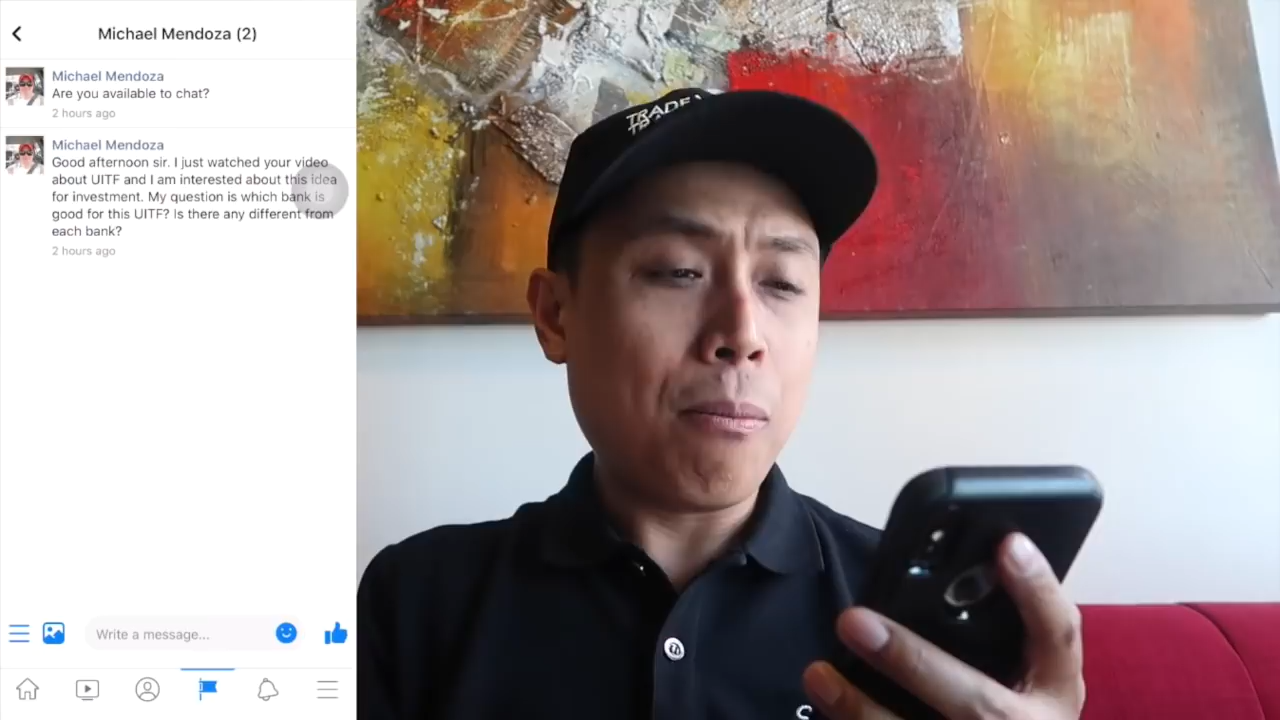 Michael Mendoza (2)
Michael Mendoza
Are you available to chat?
2 hours ago
Michael Mendoza
Good afternoon sir. I just watched your video
about UITF and I am interested about this idea
for investment. My question is which bank is
good for this UITF? Is there any different from
each bank?
2 hours ago
Write a message...